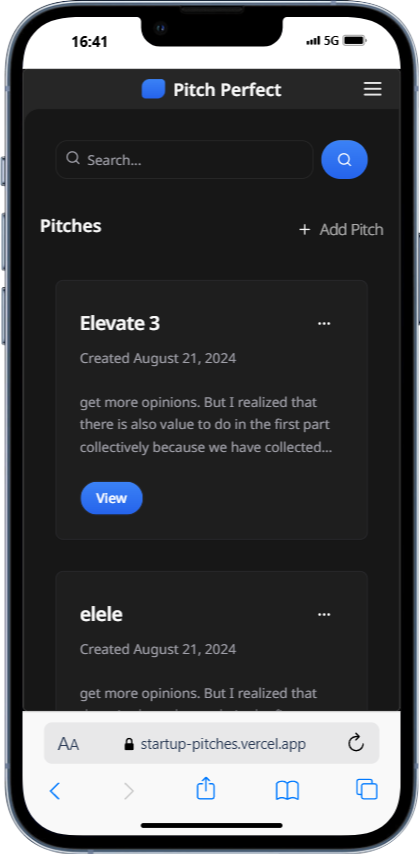 16:41
5G
Pitch Perfect
Search...
Pitches
+ Add Pitch
Elevate 3
...
Created August 21, 2024
get more opinions. But I realized that
there is also value to do in the first part
collectively because we have collected...
View
elele
...
Created August 21, 2024
get more opinions. But I realized that
AA
startup-pitches.vercel.app